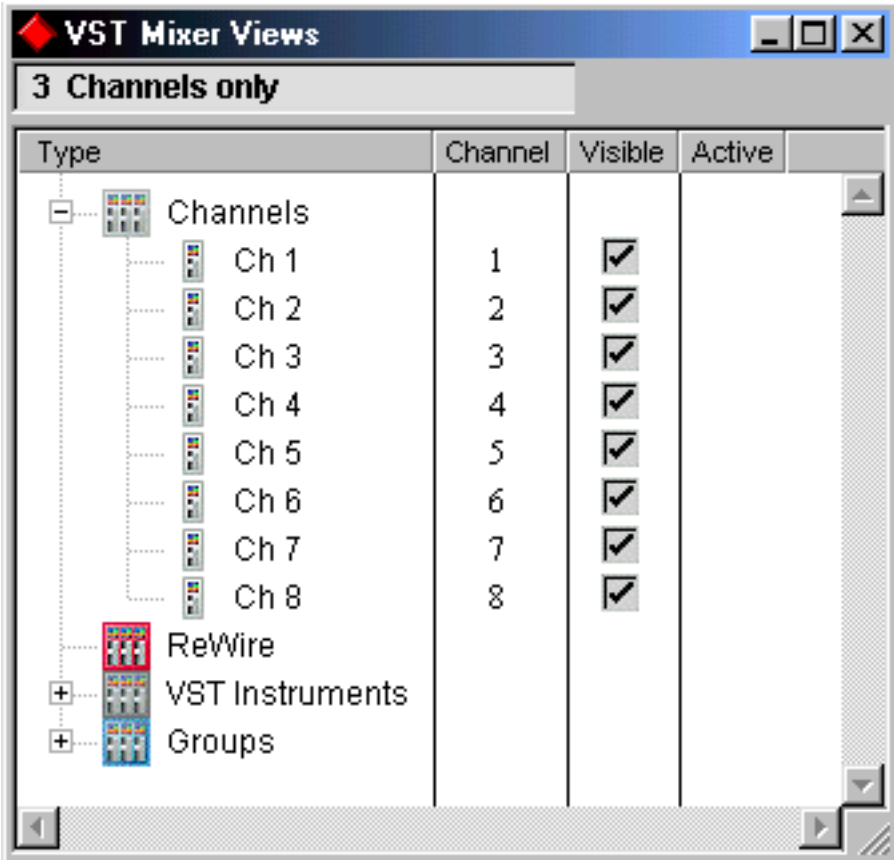 VST Mixer Views
3 Channels only
Type Channel Visible Active
Channels
Ch 1 1
Ch 2 2
Ch 3 3
Ch 4 4
Ch 5 5
Ch 6 6
Ch 7 7
Ch 8 8
ReWire
VST Instruments
Groups